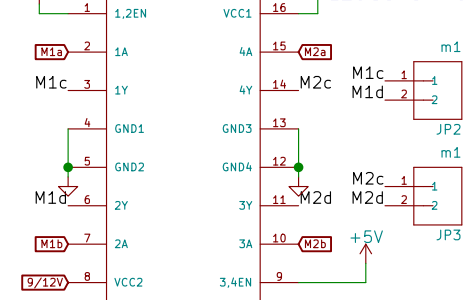 1 1,2EN VCC1 16
M1a 2 1A 4A 15 M2a
M1c 3 1Y 4Y 14 M2c
4 GND1 GND3 13
5 GND2 GND4 12
M1d 6 2Y 3Y 11 M2d
M1b 7 2A 3A 10 M2b
9/12V 8 VCC2 3,4EN 9
+5V
m1
M1c 1 1
M1d 2 2
JP2
m1
M2c 1 1
M2d 2 2
JP3